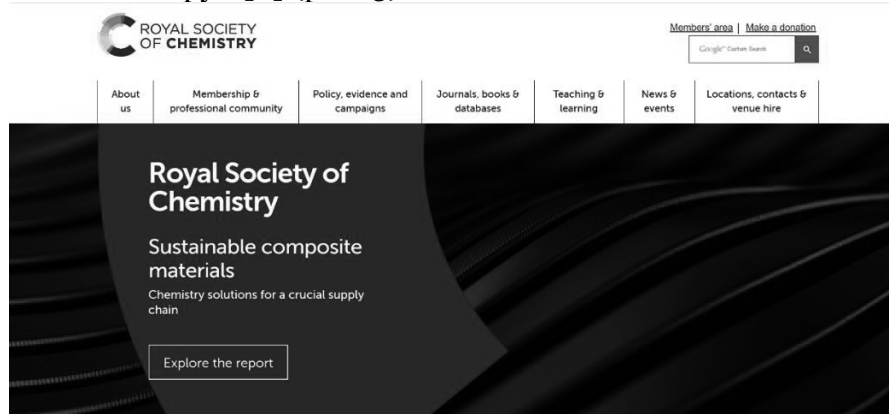 ROYAL SOCIETY
OF CHEMISTRY
Members' area | Make a donation
Google™ Custom Search
About
us
Membership &
professional community
Policy, evidence and
campaigns
Journals, books &
databases
Teaching &
learning
News &
events
Locations, contacts &
venue hire
Royal Society of
Chemistry
Sustainable composite
materials
Chemistry solutions for a crucial supply
chain
Explore the report